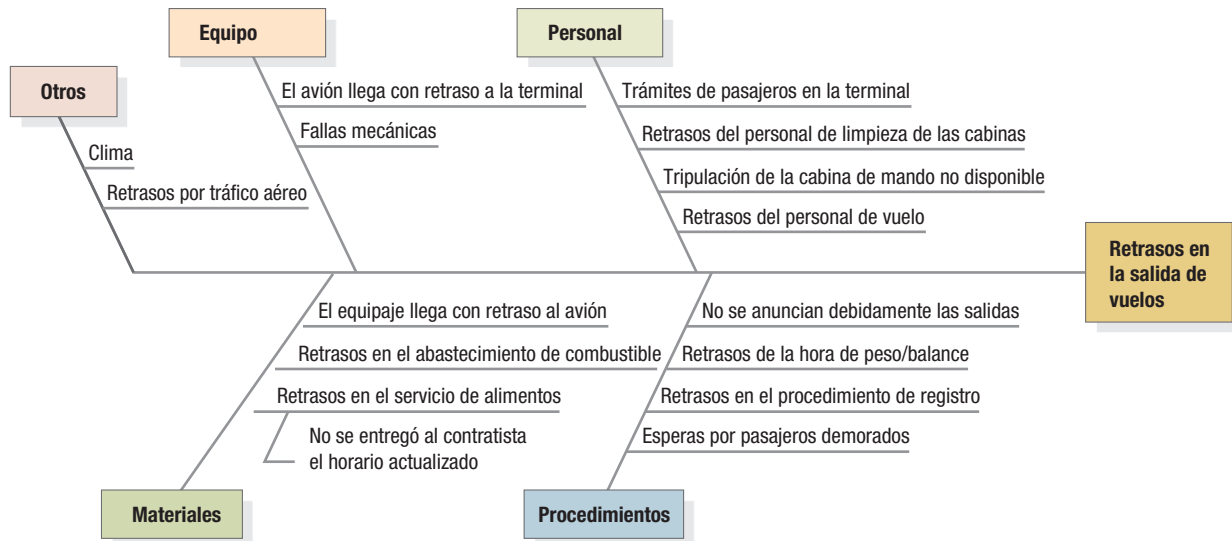 Equipo
Personal
Otros
El avión llega con retraso a la terminal
Fallas mecánicas
Trámites de pasajeros en la terminal
Retrasos del personal de limpieza de las cabinas
Tripulación de la cabina de mando no disponible
Retrasos del personal de vuelo
Clima
Retrasos por tráfico aéreo
Retrasos en
la salida de
vuelos
El equipaje llega con retraso al avión
Retrasos en el abastecimiento de combustible
Retrasos en el servicio de alimentos
No se entregó al contratista
el horario actualizado
No se anuncian debidamente las salidas
Retrasos de la hora de peso/balance
Retrasos en el procedimiento de registro
Esperas por pasajeros demorados
Materiales
Procedimientos